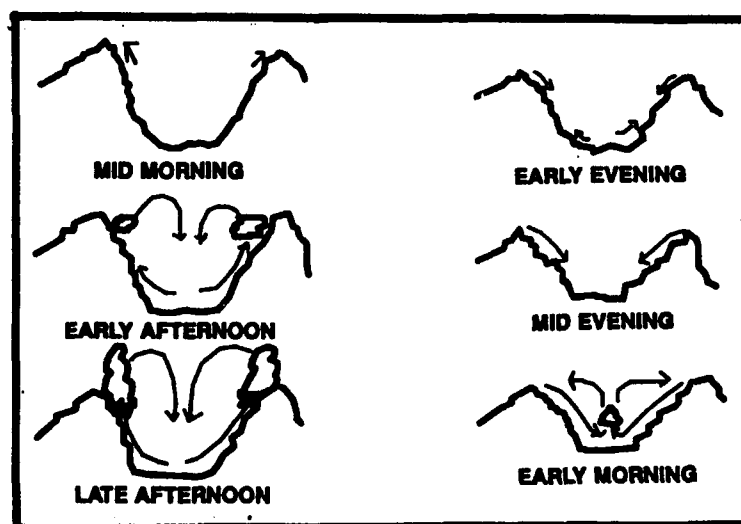 MID MORNING
EARLY AFTERNOON
LATE AFTERNOON
EARLY EVENING
MID EVENING
EARLY MORNING